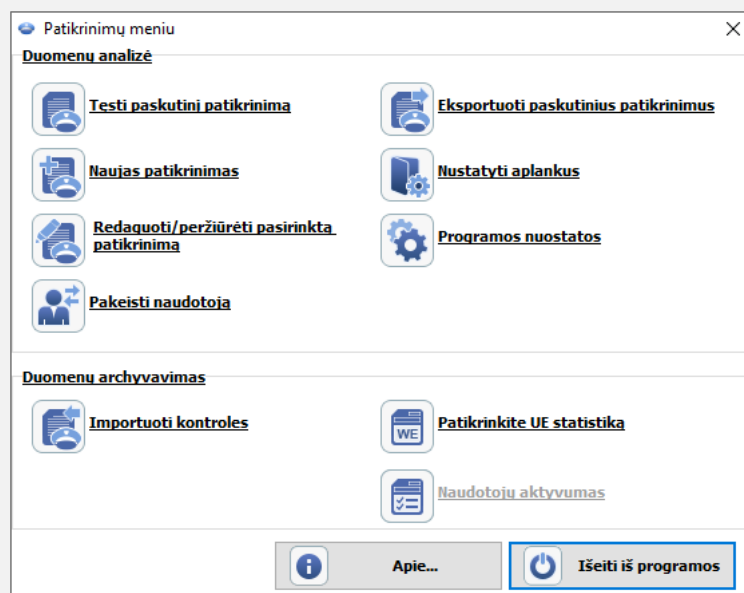 Patikrinimų meniu
Duomenų analizė
Tęsti paskutinį patikrinimą
Eksportuoti paskutinius patikrinimus
Naujas patikrinimas
Nustatyti aplankus
Redaguoti/peržiūrėti pasirinktą
patikrinimą
Programos nuostatos
Pakeisti naudotoją
Duomenų archyvavimas
Importuoti kontroles
WE
Patikrinkite UE statistiką
Naudotojų aktyvumas
Apie...
Išeiti iš programos